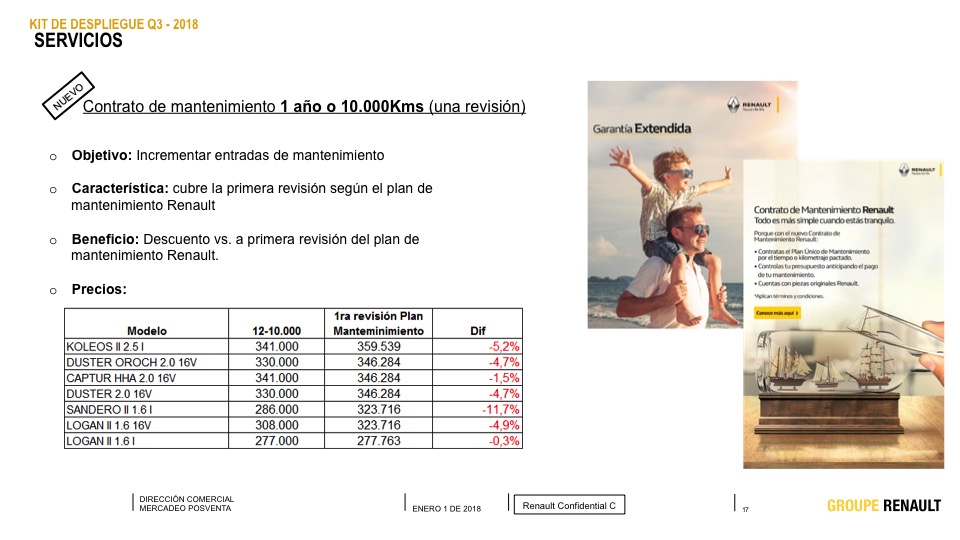 KIT DE DESPLIEGUE Q3 - 2018
SERVICIOS
NUEVO
Contrato de mantenimiento 1 año o 10.000Kms (una revisión)
o Objetivo: Incrementar entradas de mantenimiento
o Característica: cubre la primera revisión según el plan de
mantenimiento Renault
o Beneficio: Descuento vs. a primera revisión del plan de
mantenimiento Renault.
o Precios:
Modelo 12-10.000 1ra revisión Plan Manteminimiento Dif
KOLEOS II 2.5 I 341.000 359.539 -5,2%
DUSTER OROCH 2.0 16V 330.000 346.284 -4,7%
CAPTUR HHA 2.0 16V 341.000 346.284 -1,5%
DUSTER 2.0 16V 330.000 346.284 -4,7%
SANDERO II 1.6 I 286.000 323.716 -11,7%
LOGAN II 1.6 16V 308.000 323.716 -4,9%
LOGAN II 1.6 I 277.000 277.763 -0,3%
RENAULT
Garantía Extendida
RENAULT
Contrato de Mantenimiento Renault
Todo es más simple cuando estás tranquilo.
Porque con el nuevo Contrato de
Mantenimiento Renault:
• Contratas el Plan Único de Mantenimiento
por el tiempo o kilometraje pactado.
• Controlas tu presupuesto anticipando el pago
de tu mantenimiento.
• Cuentas con piezas originales Renault.
*Aplican términos y condiciones.
Conoce más aquí
DIRECCIÓN COMERCIAL
MERCADEO POSVENTA
ENERO 1 DE 2018
Renault Confidential C
17
GROUPE RENAULT